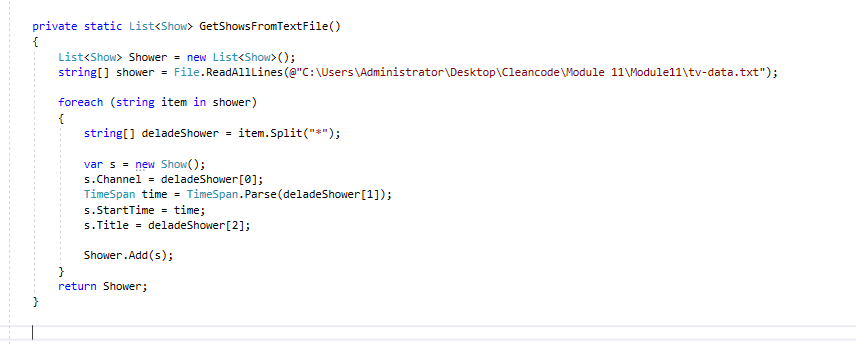 private static List<Show> GetShowsFromTextFile()
{
List<Show> Shower = new List<Show>();
string[] shower = File.ReadAllLines(@"C:\Users\Administrator\Desktop\Cleancode\Module 11\Module11\tv-data.txt");
foreach (string item in shower)
{
string[] deladeShower = item.Split("*");
var s = new Show();
s.Channel = deladeShower[0];
TimeSpan time = TimeSpan.Parse(deladeShower[1]);
s.StartTime = time;
s.Title = deladeShower[2];
Shower.Add(s);
}
return Shower;
}